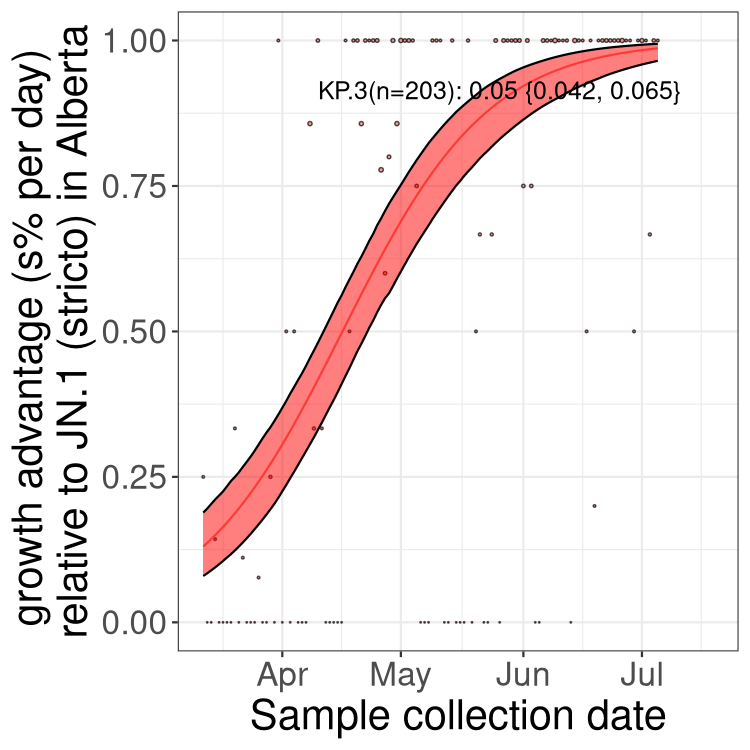 growth advantage (s% per day)
relative to JN.1 (stricto) in Alberta
1.00
0.75
0.50
0.25
0.00
KP.3(n=203): 0.05 {0.042, 0.065}
Apr May Jun Jul
Sample collection date